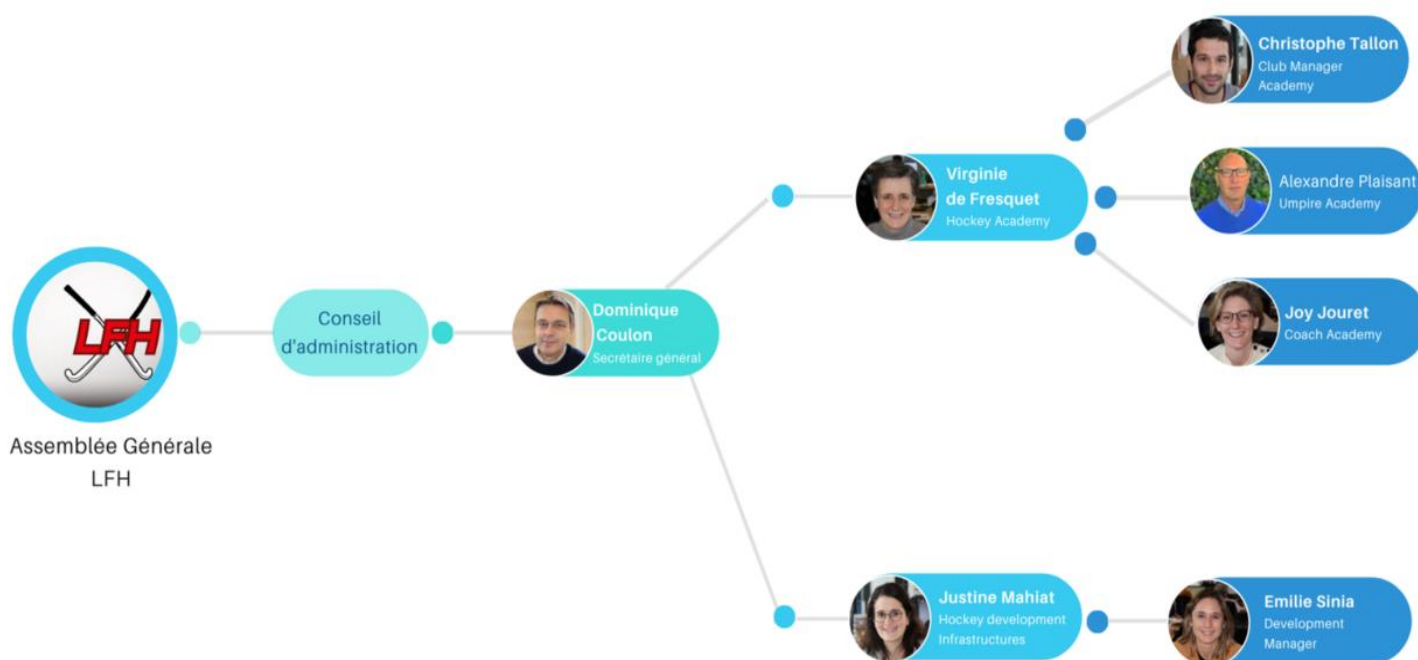 LFH
Assemblée Générale
LFH
Conseil
d'administration
Dominique
Coulon
Secrétaire général
Virginie
de Fresquet
Hockey Academy
Christophe Tallon
Club Manager
Academy
Alexandre Plaisant
Umpire Academy
Joy Jouret
Coach Academy
Justine Mahiat
Hockey development
Infrastructures
Emilie Sinia
Development
Manager